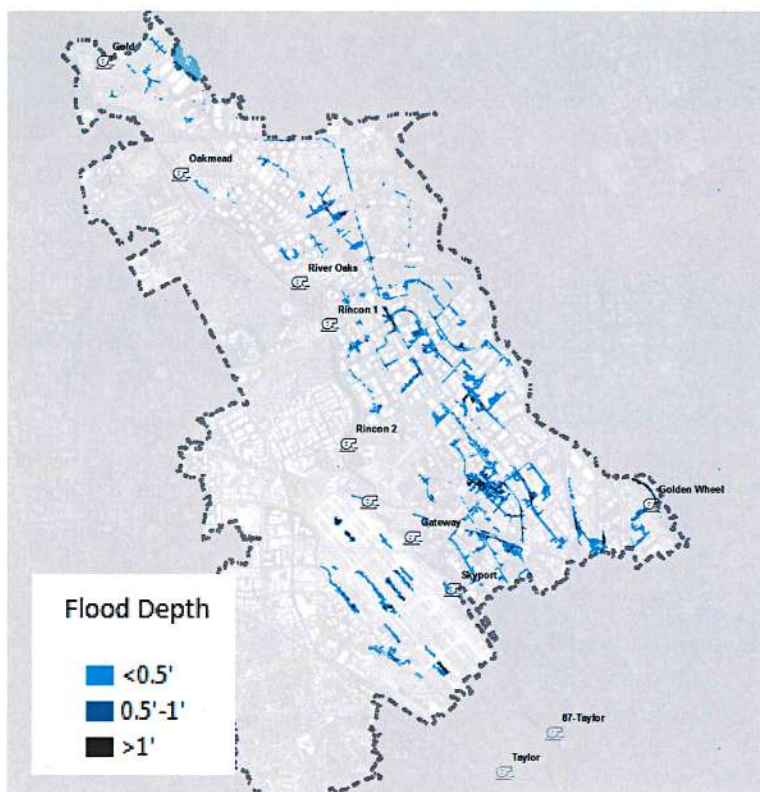 Gold
Oakmead
River Oaks
Rincon 1
Rincon 2
Golden Wheel
Gateway
Skyport
Flood Depth
<0.5'
0.5'-1'
>1'
87-Taylor
Taylor